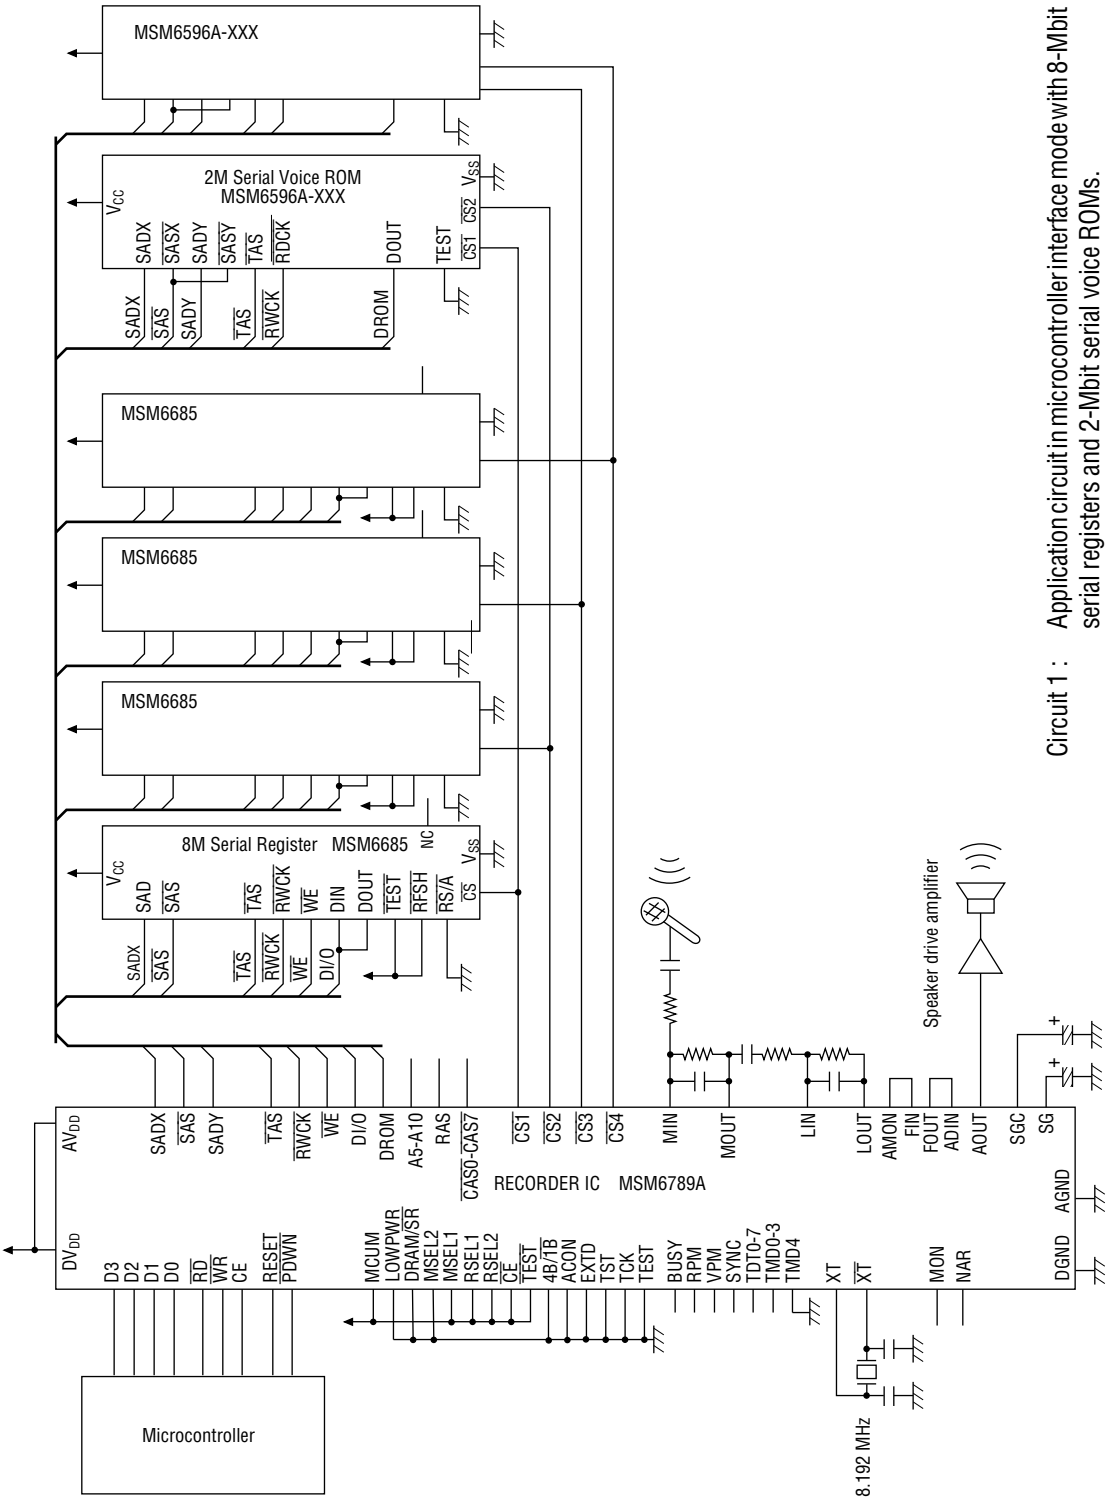 MSM6596A-XXX
2M Serial Voice ROM
MSM6596A-XXX
VCC
SADX
SASX
SADY
SASY
TAS
RDCK
DOUT
TEST
CS1
CS2
VSS
SADX
SAS
SADY
TAS
RWCK
DROM
MSM6685
MSM6685
MSM6685
8M Serial Register MSM6685
NC
VCC
SAD
SAS
TAS
RWCK
WE
DIN
DOUT
TEST
RFSH
RS/A
CS
VSS
SADX
SAS
TAS
RWCK
WE
DI/O
Speaker drive amplifier
AVDD
SADX
SAS
SADY
TAS
RWCK
WE
DI/O
DROM
A5-A10
RAS
CAS0-CAS7
CS1
CS2
CS3
CS4
MIN
MOUT
LIN
LOUT
AMON
FIN
FOUT
ADIN
AOUT
SGC
SG
+
+
RECORDER IC MSM6789A
DVDD
D3
D2
D1
D0
RD
WR
CE
RESET
PDWN
MCUM
LOWPWR
DRAM/SR
MSEL2
MSEL1
RSEL1
RSEL2
CE
TEST
4B/1B
ACON
EXTD
TST
TCK
TEST
BUSY
RPM
VPM
SYNC
TDT0-7
TMD0-3
TMD4
XT
XT
MON
NAR
DGND
AGND
8.192 MHz
Microcontroller
Circuit 1 : Application circuit in microcontroller interface mode with 8-Mbit
serial registers and 2-Mbit serial voice ROMs.